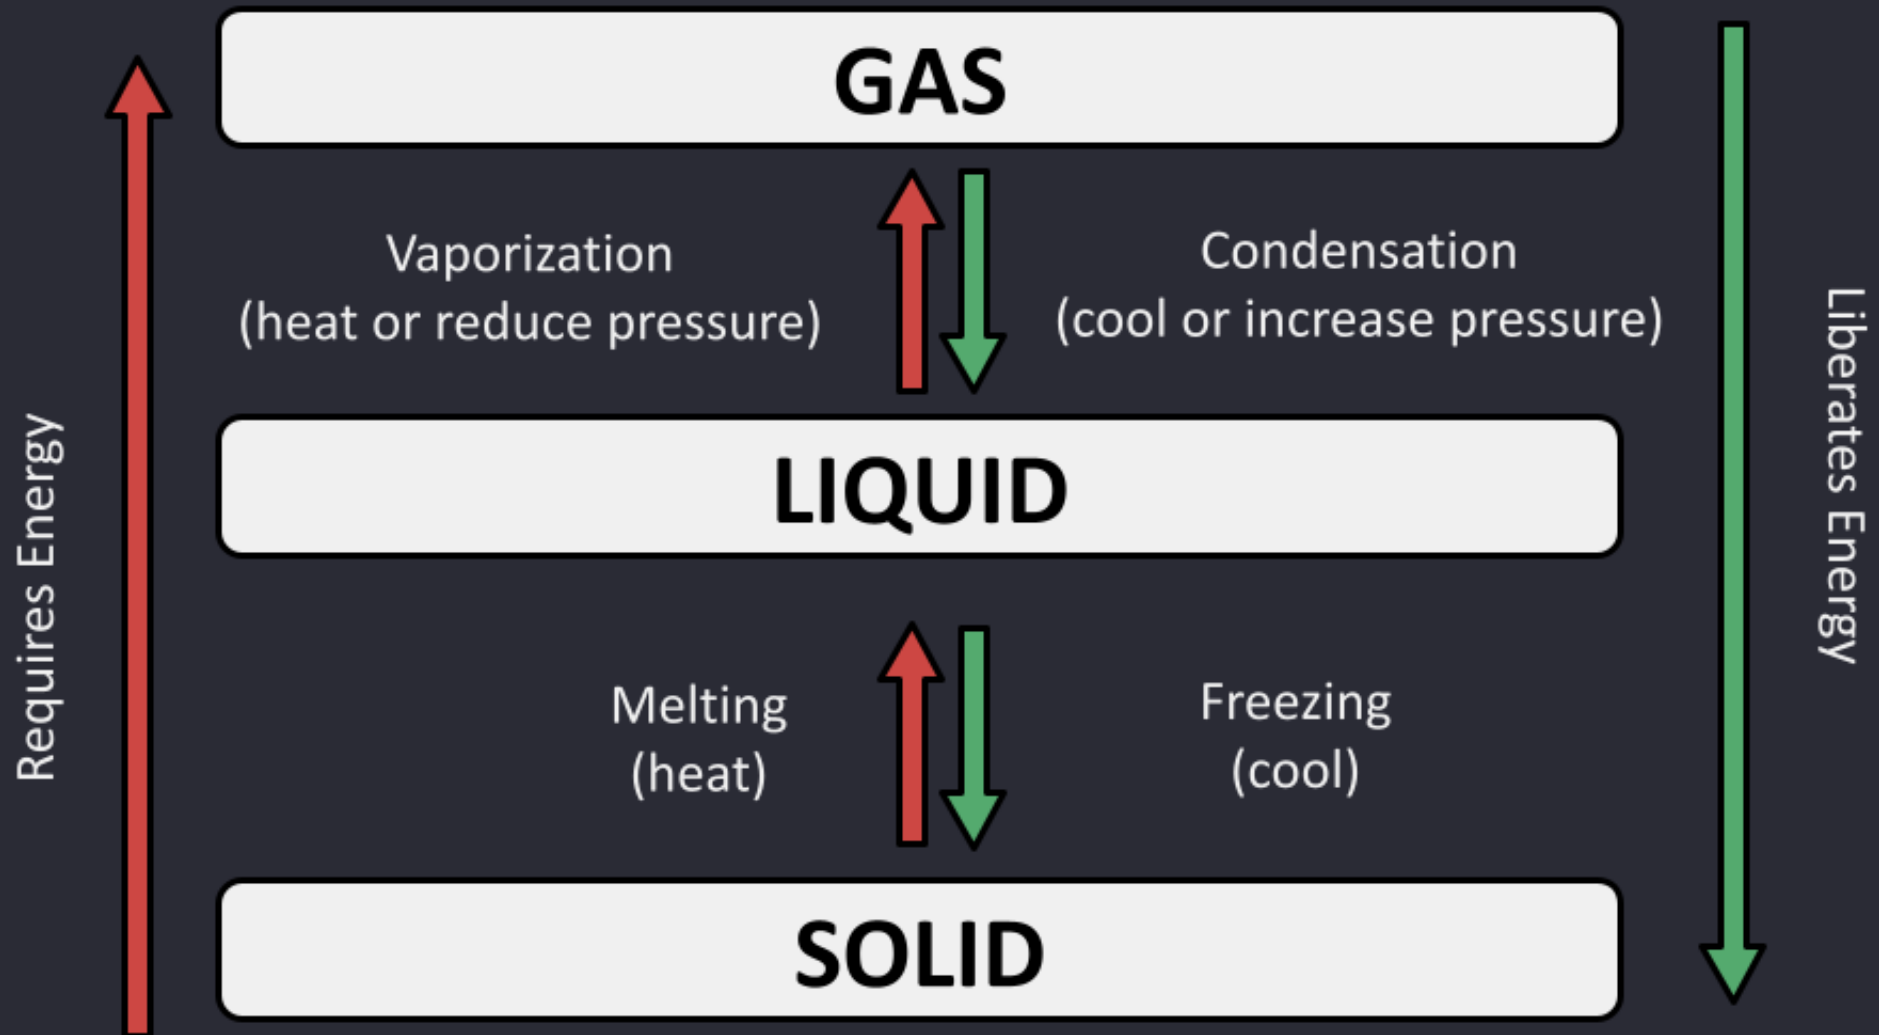 GAS
Vaporization
(heat or reduce pressure)
Condensation
(cool or increase pressure)
Requires Energy
Liberates Energy
LIQUID
Melting
(heat)
Freezing
(cool)
SOLID